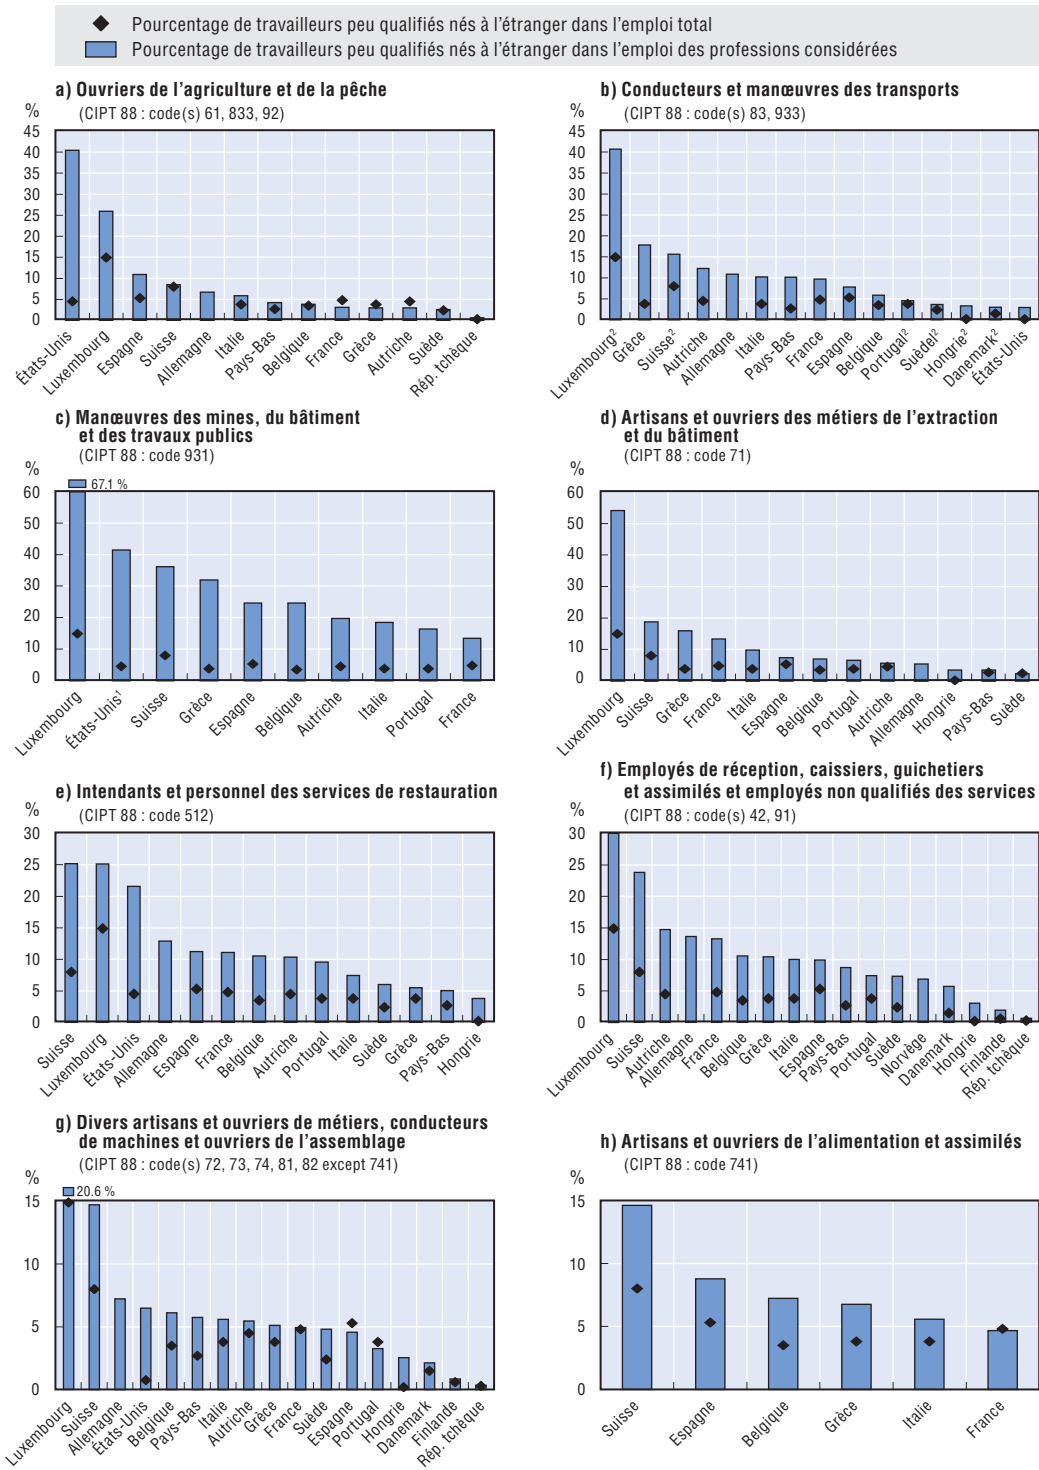 Pourcentage de travailleurs peu qualifiés nés à l'étranger dans l'emploi total
Pourcentage de travailleurs peu qualifiés nés à l'étranger dans l'emploi des professions considérées
a) Ouvriers de l'agriculture et de la pêche
(CIPT 88 : code(s) 61, 833, 92)
%
45
40
35
30
25
20
15
10
5
0
États-Unis
Luxembourg
Espagne
Suisse
Allemagne
Italie
Pays-Bas
Belgique
France
Grèce
Autriche
Suède
Rép. tchèque
b) Conducteurs et manœuvres des transports
(CIPT 88 : code(s) 83, 933)
%
45
40
35
30
25
20
15
10
5
0
Luxembourg²
Grèce
Suisse²
Autriche
Allemagne
Italie
Pays-Bas
France
Espagne
Belgique
Portugal²
Suède²
Hongrie²
Danemark²
États-Unis
c) Manœuvres des mines, du bâtiment
et des travaux publics
(CIPT 88 : code 931)
%
67.1 %
60
50
40
30
20
10
0
Luxembourg
États-Unis¹
Suisse
Grèce
Espagne
Belgique
Autriche
Italie
Portugal
France
d) Artisans et ouvriers des métiers de l'extraction
et du bâtiment
(CIPT 88 : code 71)
%
60
50
40
30
20
10
0
Luxembourg
Suisse
Grèce
France
Italie
Espagne
Belgique
Portugal
Autriche
Allemagne
Hongrie
Pays-Bas
Suède
e) Intendants et personnel des services de restauration
(CIPT 88 : code 512)
%
30
25
20
15
10
5
0
Suisse
Luxembourg
États-Unis
Allemagne
Espagne
France
Belgique
Autriche
Portugal
Italie
Suède
Grèce
Pays-Bas
Hongrie
f) Employés de réception, caissiers, guichetiers
et assimilés et employés non qualifiés des services
(CIPT 88 : code(s) 42, 91)
%
30
25
20
15
10
5
0
Luxembourg
Suisse
Autriche
Allemagne
France
Belgique
Grèce
Italie
Espagne
Pays-Bas
Portugal
Suède
Norvège
Danemark
Hongrie
Finlande
Rép. tchèque
g) Divers artisans et ouvriers de métiers, conducteurs
de machines et ouvriers de l'assemblage
(CIPT 88 : code(s) 72, 73, 74, 81, 82 except 741)
%
20.6 %
15
10
5
0
Luxembourg
Suisse
Allemagne
États-Unis
Belgique
Pays-Bas
Italie
Autriche
Grèce
France
Suède
Espagne
Portugal
Hongrie
Danemark
Finlande
Rép. tchèque
h) Artisans et ouvriers de l'alimentation et assimilés
(CIPT 88 : code 741)
%
15
10
5
0
Suisse
Espagne
Belgique
Grèce
Italie
France